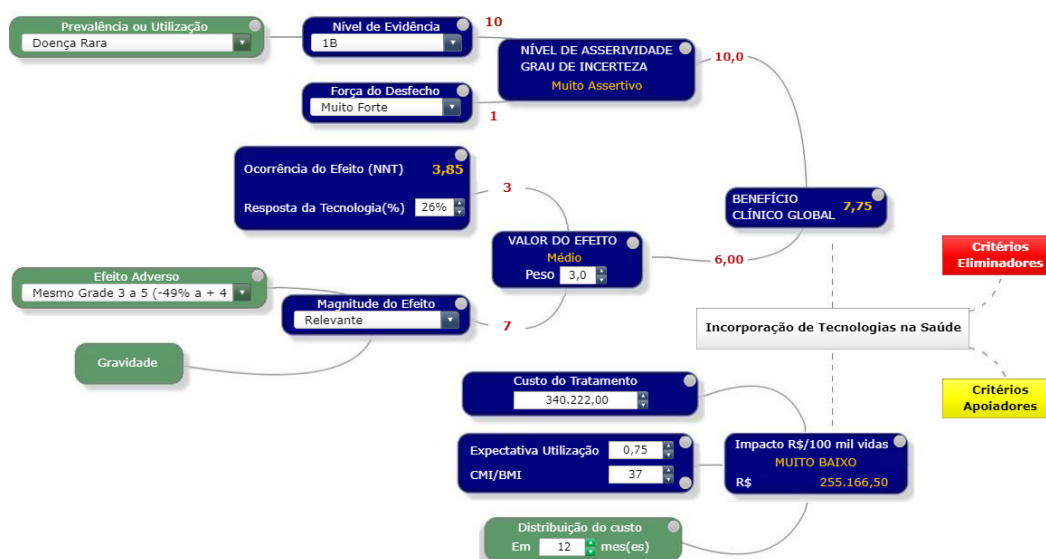 Prevalência ou Utilização
Doença Rara
Nível de Evidência
1B
10
NÍVEL DE ASSERIVIDADE
GRAU DE INCERTEZA
Muito Assertivo
10,0
Força do Desfecho
Muito Forte
1
Ocorrência do Efeito (NNT) 3,85
Resposta da Tecnologia(%) 26%
3
BENEFÍCIO
CLÍNICO GLOBAL 7,75
VALOR DO EFEITO
Médio
Peso 3,0
6,00
Critérios
Eliminadores
Efeito Adverso
Mesmo Grade 3 a 5 (-49% a + 4
Magnitude do Efeito
Relevante
7
Incorporação de Tecnologias na Saúde
Gravidade
Custo do Tratamento
340.222,00
Critérios
Apoiadores
Expectativa Utilização 0,75
CMI/BMI 37
Impacto R$/100 mil vidas
MUITO BAIXO
R$ 255.166,50
Distribuição do custo
Em 12 mes(es)